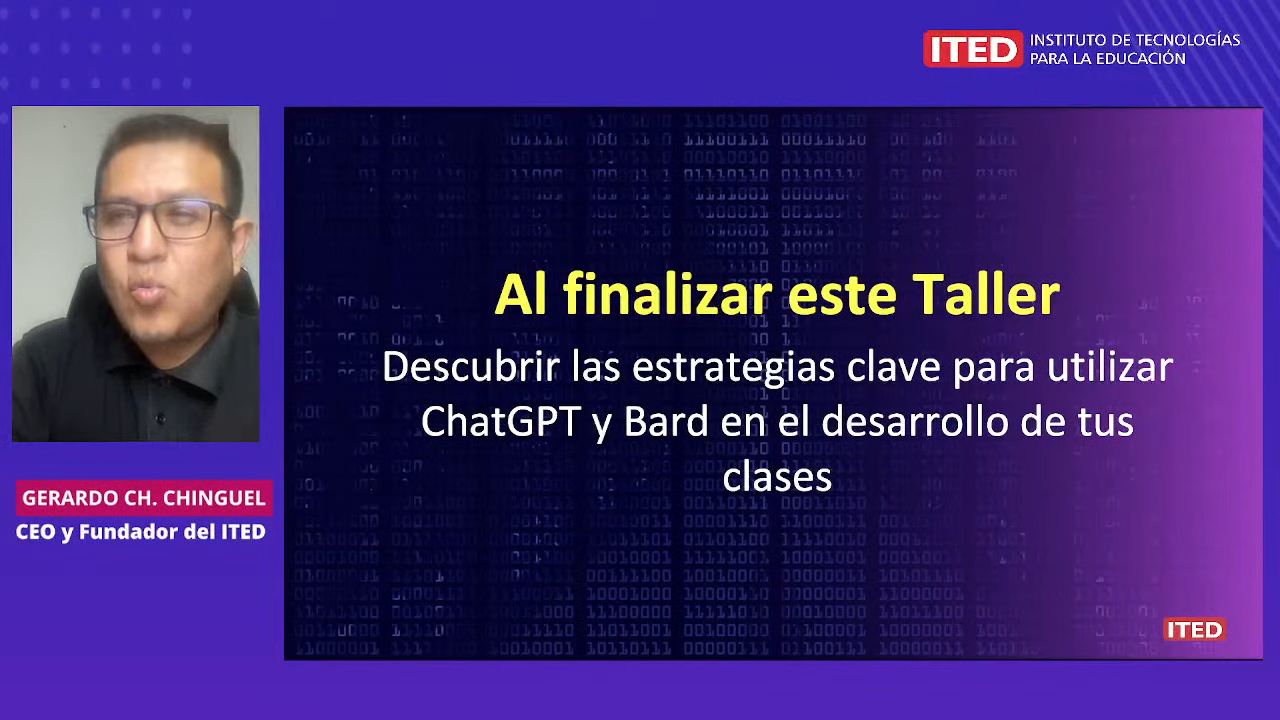 ITED INSTITUTO DE TECNOLOGÍAS
PARA LA EDUCACIÓN
Al finalizar este Taller
Descubrir las estrategias clave para utilizar
ChatGPT y Bard en el desarrollo de tus
clases
GERARDO CH. CHINGUEL
CEO y Fundador del ITED
ITED